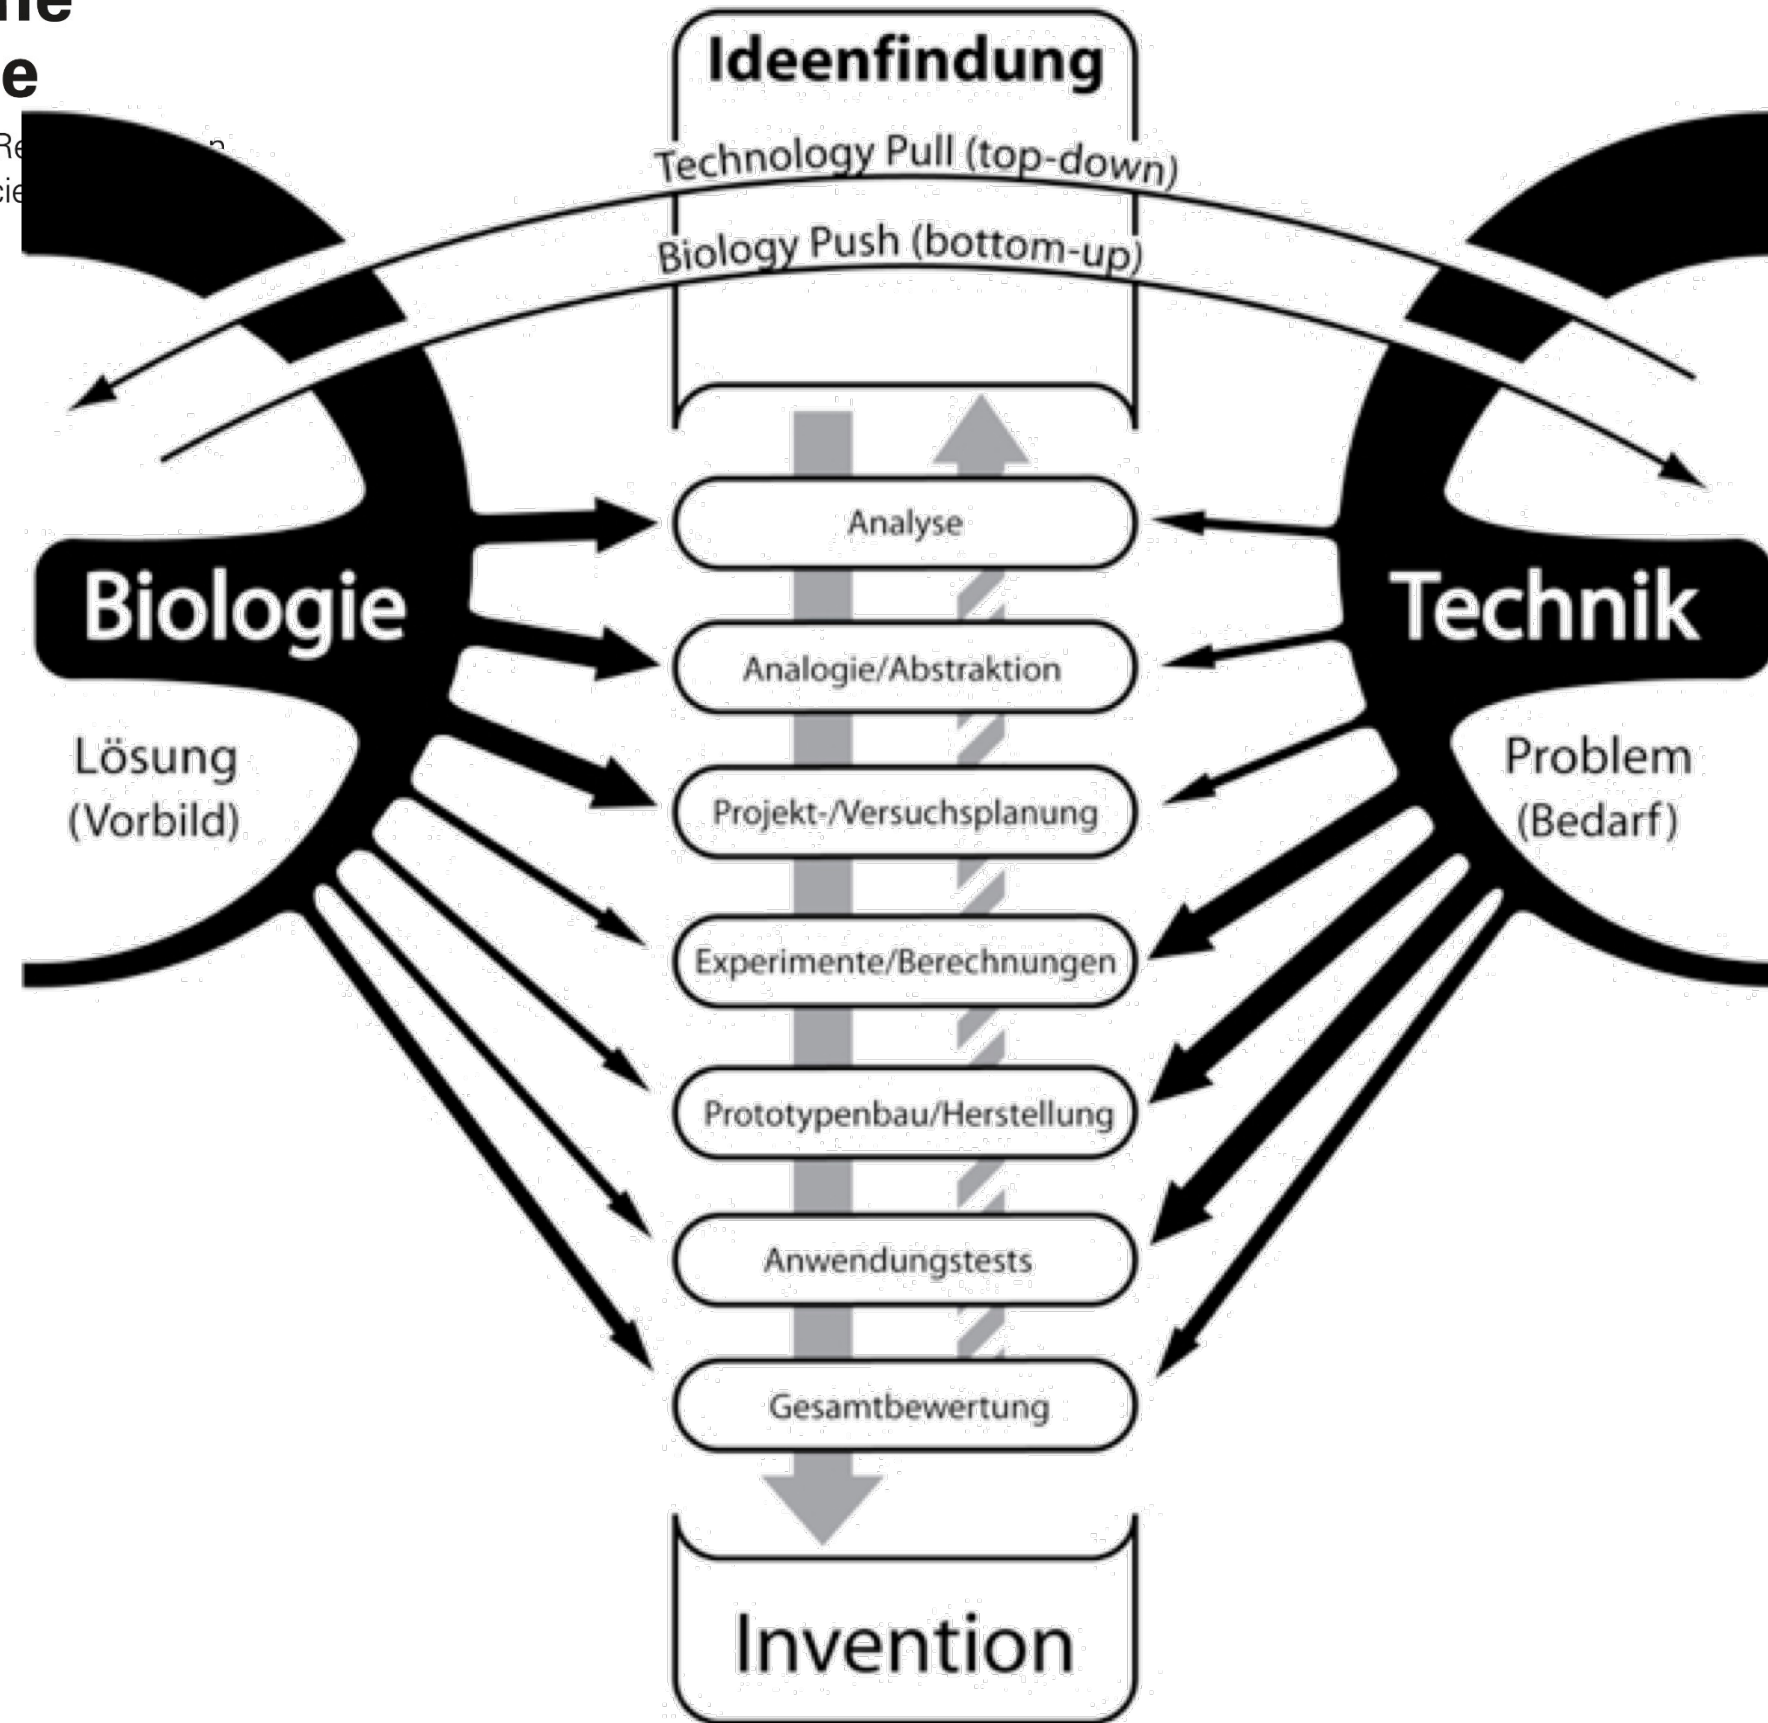 Ideenfindung
Technology Pull (top-down)
Biology Push (bottom-up)
Analyse
Biologie
Technik
Analogie/Abstraktion
Lösung
(Vorbild)
Problem
(Bedarf)
Projekt-/Versuchsplanung
Experimente/Berechnungen
Prototypenbau/Herstellung
Anwendungstests
Gesamtbewertung
Invention